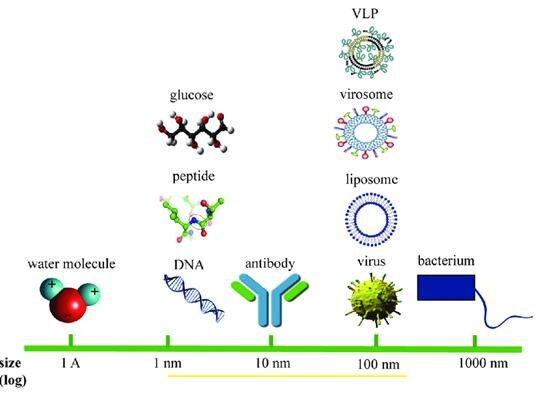 VLP
glucose
virosome
peptide
liposome
water molecule
DNA
antibody
virus
bacterium
+
+
-
size
(log)
1 A
1 nm
10 nm
100 nm
1000 nm